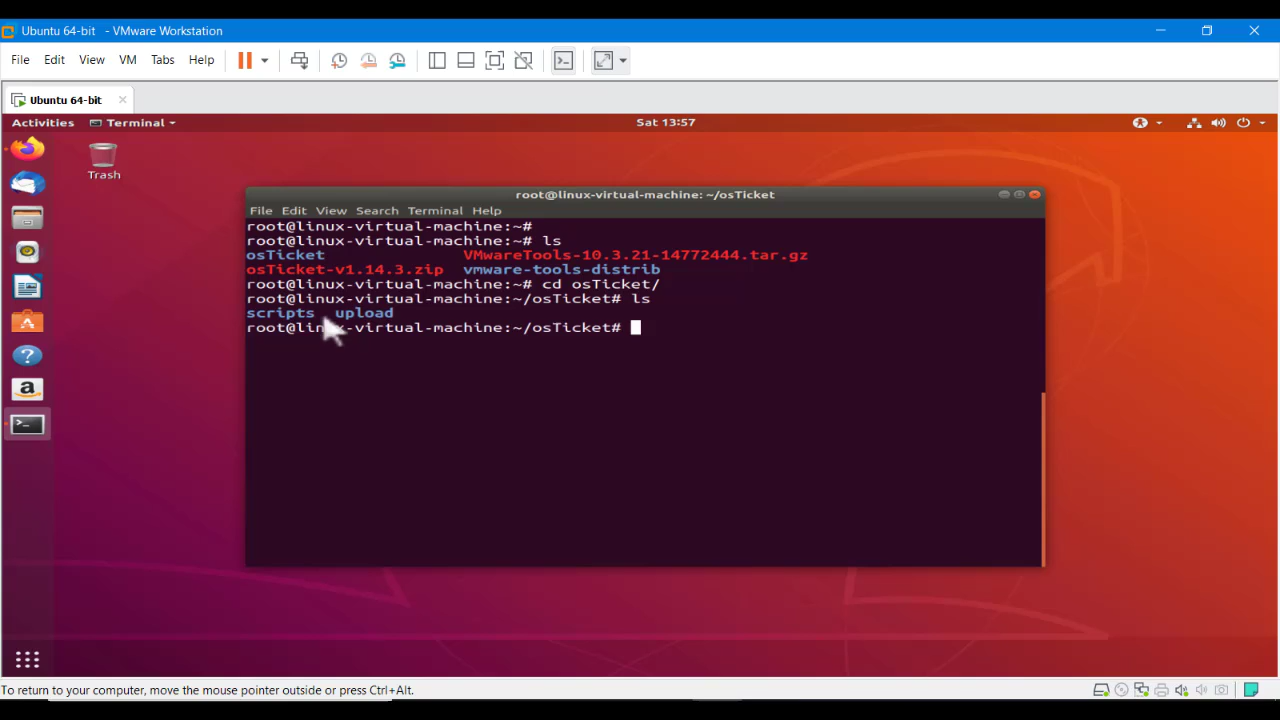 Ubuntu 64-bit - VMware Workstation
File Edit View VM Tabs Help
Ubuntu 64-bit
Activities Terminal Sat 13:57
Trash
root@linux-virtual-machine: ~/osTicket
File Edit View Search Terminal Help
root@linux-virtual-machine:~#
root@linux-virtual-machine:~# ls
osTicket VMwareTools-10.3.21-14772444.tar.gz
osTicket-v1.14.3.zip vmware-tools-distrib
root@linux-virtual-machine:~# cd osTicket/
root@linux-virtual-machine:~/osTicket# ls
scripts upload
root@linux-virtual-machine:~/osTicket#
To return to your computer, move the mouse pointer outside or press Ctrl+Alt.